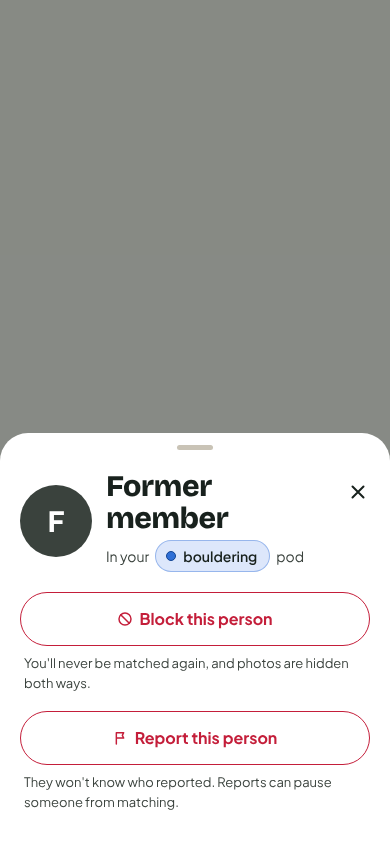 Former
member
F
In your bouldering pod
Block this person
You'll never be matched again, and photos are hidden
both ways.
Report this person
They won't know who reported. Reports can pause
someone from matching.